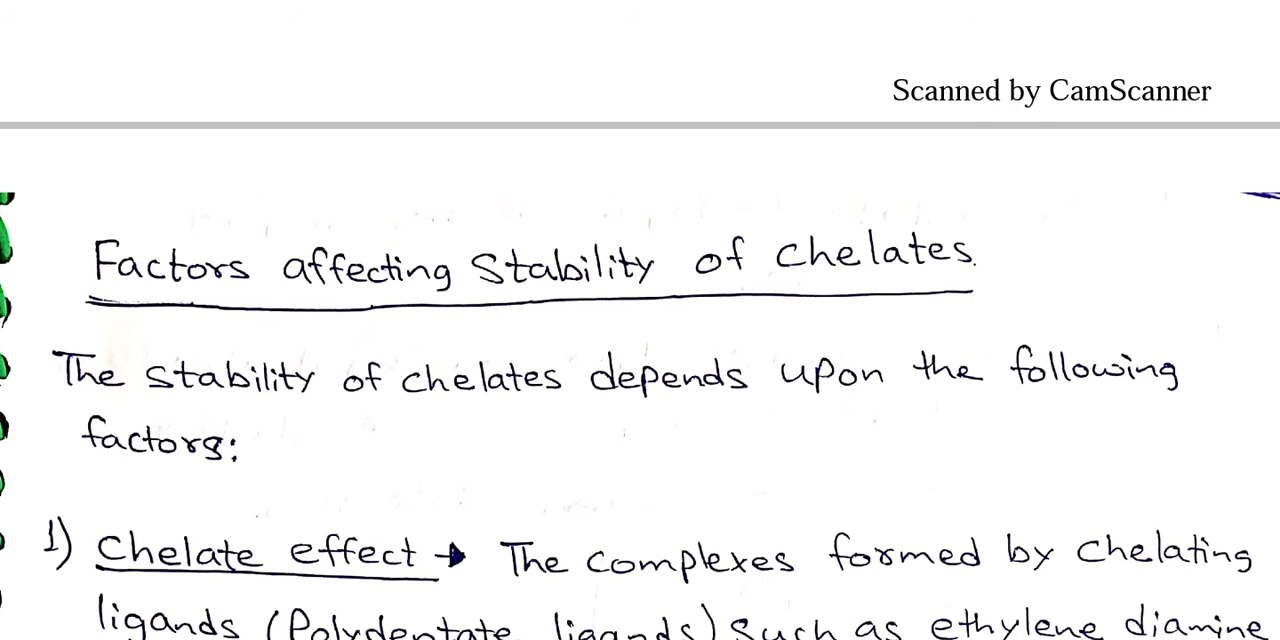 Scanned by CamScanner
Factors affecting Stability of Chelates.
The stability of chelates depends upon the following
factors:
1) Chelate effect → The complexes formed by chelating
ligands (Polydentate ligands) such as ethylene diamine